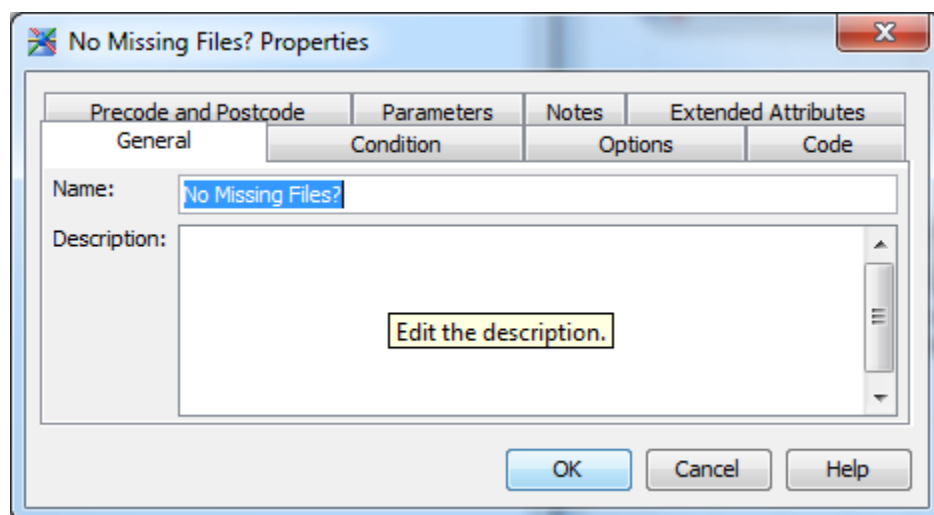 No Missing Files? Properties
Precode and Postcode Parameters Notes Extended Attributes
General Condition Options Code
Name: No Missing Files?
Description:
Edit the description.
OK Cancel Help